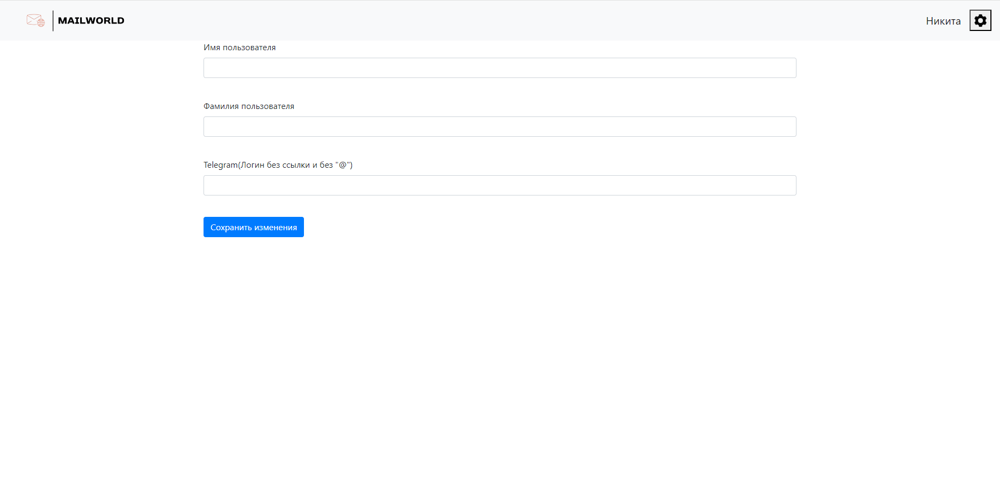 MAILWORLD
Никита
Имя пользователя
Фамилия пользователя
Telegram(Логин без ссылки и без "@")
Сохранить изменения